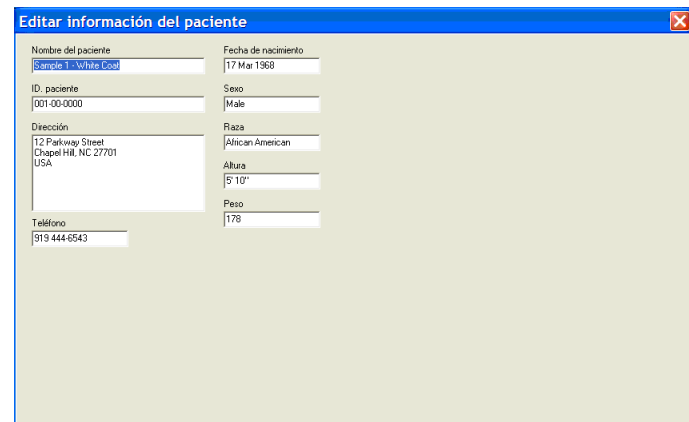 Editar información del paciente
Nombre del paciente
Sample 1 - White Coat
ID. paciente
001-00-0000
Dirección
12 Parkway Street
Chapel Hill, NC 27701
USA
Teléfono
919 444-6543
Fecha de nacimiento
17 Mar 1968
Sexo
Male
Raza
African American
Altura
5' 10''
Peso
178